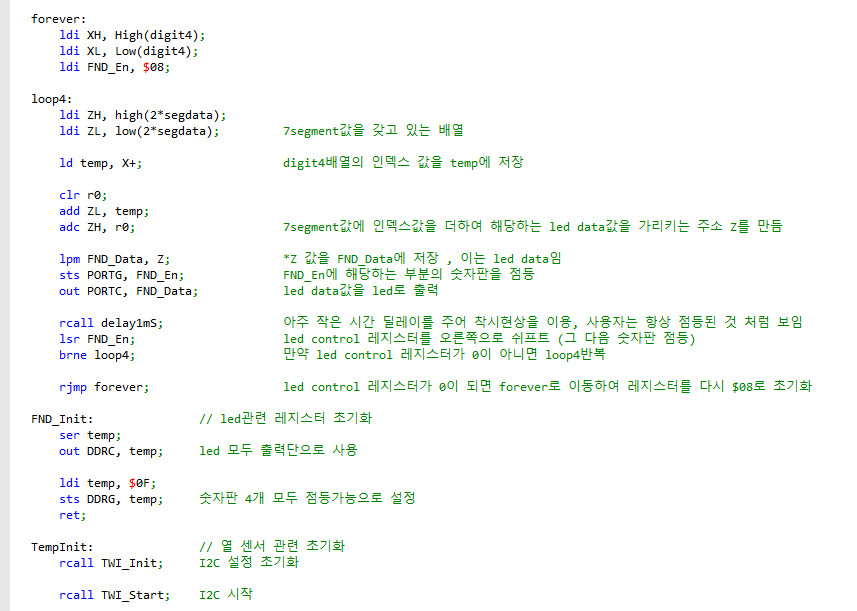 forever:
ldi XH, High(digit4);
ldi XL, Low(digit4);
ldi FND_En, $08;
loop4:
ldi ZH, high(2*segdata);
ldi ZL, low(2*segdata); 7segment값을 갖고 있는 배열
ld temp, X+; digit4배열의 인덱스 값을 temp에 저장
clr r0;
add ZL, temp;
adc ZH, r0; 7segment값에 인덱스값을 더하여 해당하는 led data값을 가리키는 주소 Z를 만듬
lpm FND_Data, Z; *Z 값을 FND_Data에 저장 , 이는 led data임
sts PORTG, FND_En; FND_En에 해당하는 부분의 숫자판을 점등
out PORTC, FND_Data; led data값을 led로 출력
rcall delay1mS; 아주 작은 시간 딜레이를 주어 착시현상을 이용, 사용자는 항상 점등된 것 처럼 보임
lsr FND_En; led control 레지스터를 오른쪽으로 쉬프트 (그 다음 숫자판 점등)
brne loop4; 만약 led control 레지스터가 0이 아니면 loop4반복
rjmp forever; led control 레지스터가 0이 되면 forever로 이동하여 레지스터를 다시 $08로 초기화
FND_Init: // led관련 레지스터 초기화
ser temp;
out DDRC, temp; led 모두 출력단으로 사용
ldi temp, $0F;
sts DDRG, temp; 숫자판 4개 모두 점등가능으로 설정
ret;
TempInit: // 열 센서 관련 초기화
rcall TWI_Init; I2C 설정 초기화
rcall TWI_Start; I2C 시작